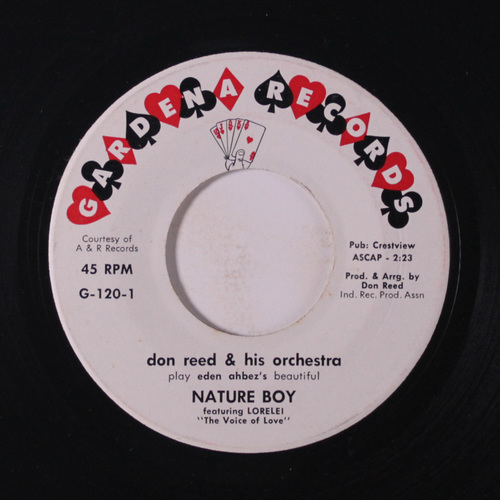 GARDENA RECORDS
Courtesy of
A & R Records
45 RPM
G-120-1
Pub: Crestview
ASCAP - 2:23
Prod. & Arrg. by
Don Reed
Ind. Rec. Prod. Assn
don reed & his orchestra
play eden ahbez's beautiful
NATURE BOY
featuring LORELEI
"The Voice of Love"